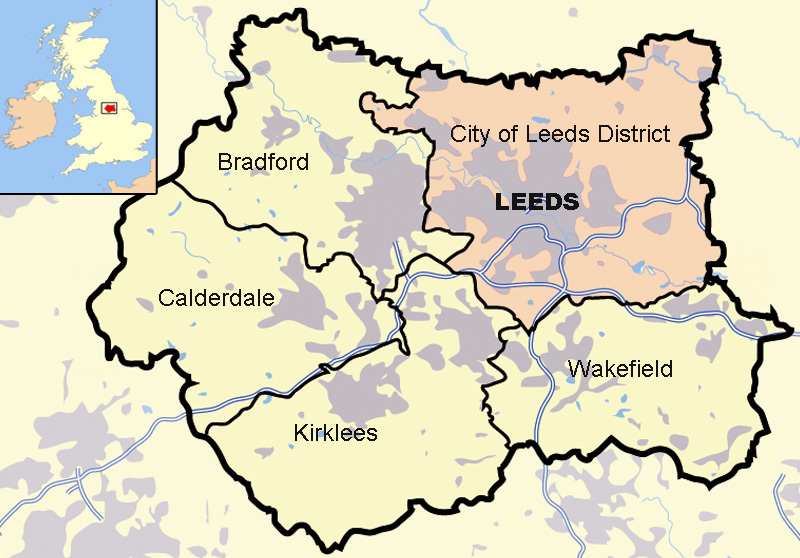 City of Leeds District
Bradford
LEEDS
Calderdale
Wakefield
Kirklees